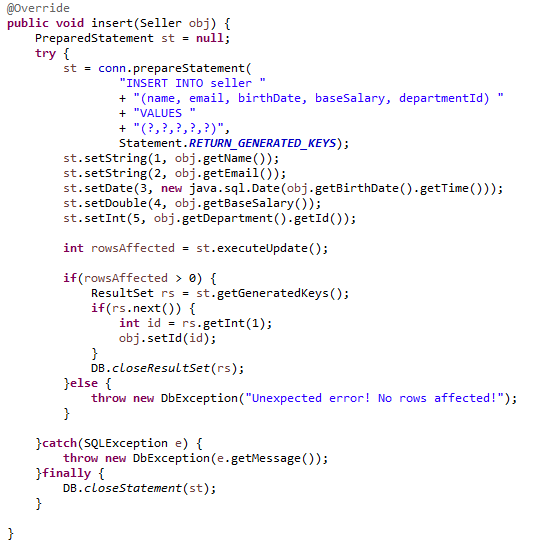 @Override
public void insert(Seller obj) {
    PreparedStatement st = null;
    try {
        st = conn.prepareStatement(
                "INSERT INTO seller "
                + "(name, email, birthDate, baseSalary, departmentId) "
                + "VALUES "
                + "(?,?,?,?,?)",
                Statement.RETURN_GENERATED_KEYS);
        st.setString(1, obj.getName());
        st.setString(2, obj.getEmail());
        st.setDate(3, new java.sql.Date(obj.getBirthDate().getTime()));
        st.setDouble(4, obj.getBaseSalary());
        st.setInt(5, obj.getDepartment().getId());

        int rowsAffected = st.executeUpdate();

        if(rowsAffected > 0) {
            ResultSet rs = st.getGeneratedKeys();
            if(rs.next()) {
                int id = rs.getInt(1);
                obj.setId(id);
            }
            DB.closeResultSet(rs);
        }else {
            throw new DbException("Unexpected error! No rows affected!");
        }

    }catch(SQLException e) {
        throw new DbException(e.getMessage());
    }finally {
        DB.closeStatement(st);
    }

}